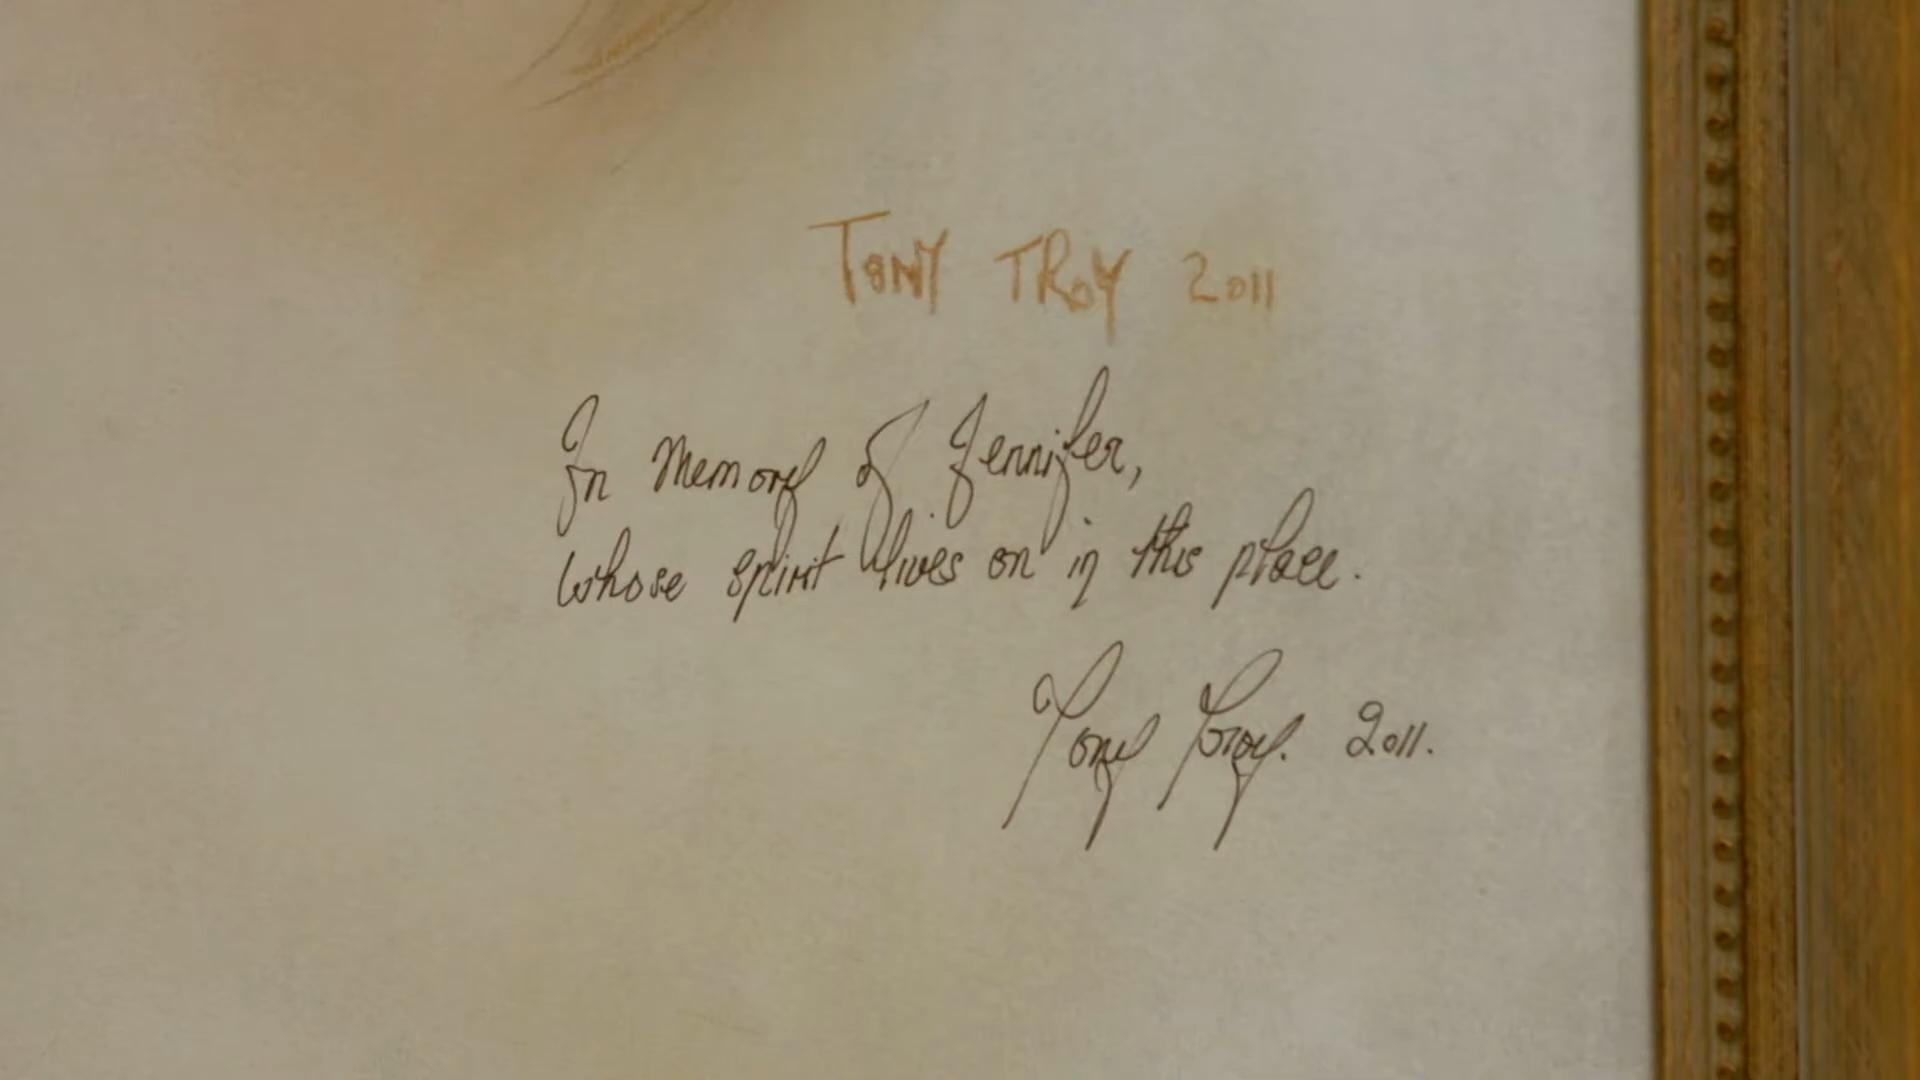 TONY TROY 2011
In Memory of Jennifer,
whose spirit lives on in this place.
Tony Troy. 2011.